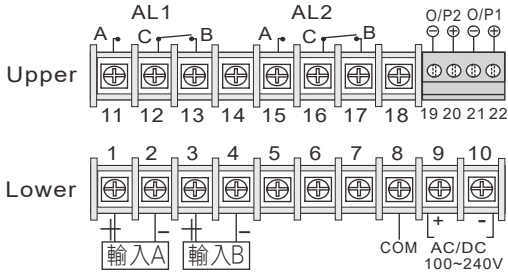 AL1 AL2 O/P2 O/P1
A C B A C B ⊖ ⊕ ⊖ ⊕
Upper
11 12 13 14 15 16 17 18 19 20 21 22
1 2 3 4 5 6 7 8 9 10
Lower
+ − + − + -
輸入A 輸入B COM AC/DC
100~240V